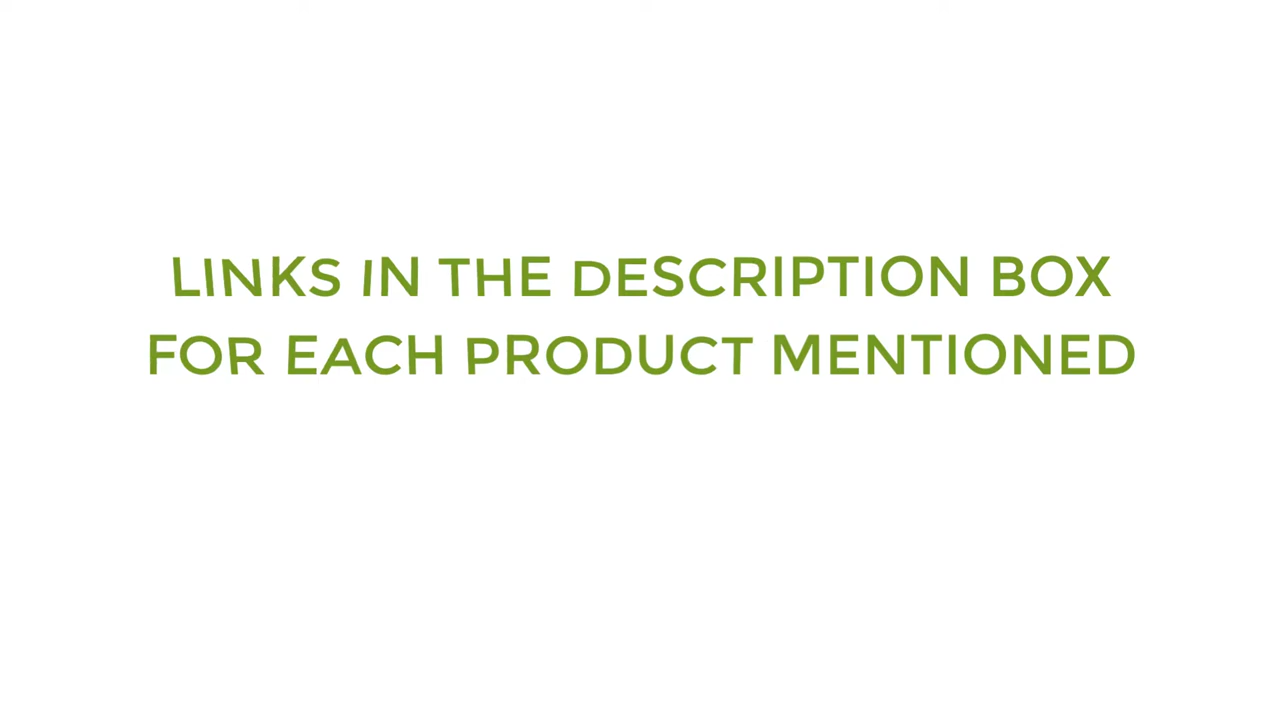 LINKS IN THE DESCRIPTION BOX
FOR EACH PRODUCT MENTIONED